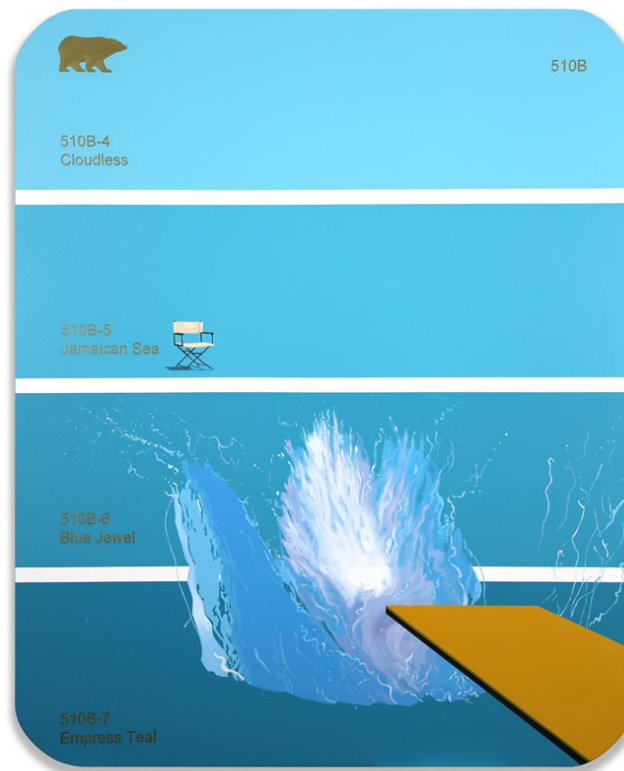 510B
510B-4
Cloudless
510B-5
Jamaican Sea
510B-6
Blue Jewel
510B-7
Empress Teal